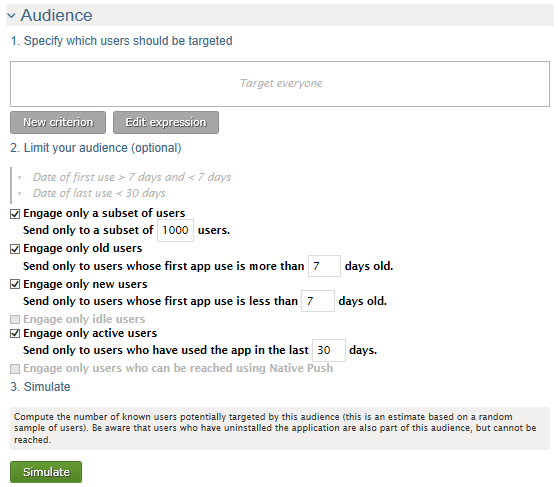 Audience
1. Specify which users should be targeted
Target everyone
New criterion Edit expression
2. Limit your audience (optional)
Date of first use > 7 days and < 7 days
Date of last use < 30 days
Engage only a subset of users
Send only to a subset of 1000 users.
Engage only old users
Send only to users whose first app use is more than 7 days old.
Engage only new users
Send only to users whose first app use is less than 7 days old.
Engage only idle users
Engage only active users
Send only to users who have used the app in the last 30 days.
Engage only users who can be reached using Native Push
3. Simulate
Compute the number of known users potentially targeted by this audience (this is an estimate based on a random
sample of users). Be aware that users who have uninstalled the application are also part of this audience, but cannot be
reached.
Simulate